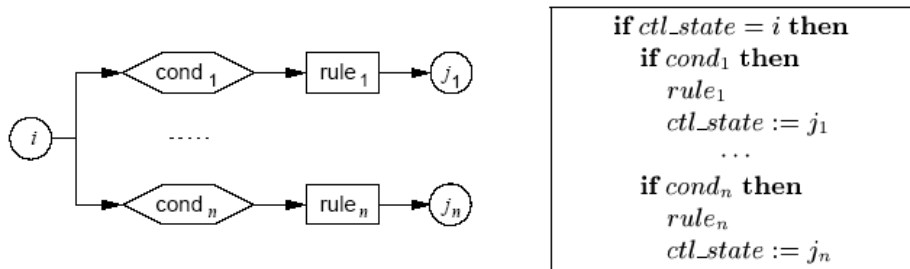 cond 1
rule 1
j1
i
.....
cond n
rule n
jn
if ctl_state = i then
if cond1 then
rule1
ctl_state := j1
...
if condn then
rulen
ctl_state := jn